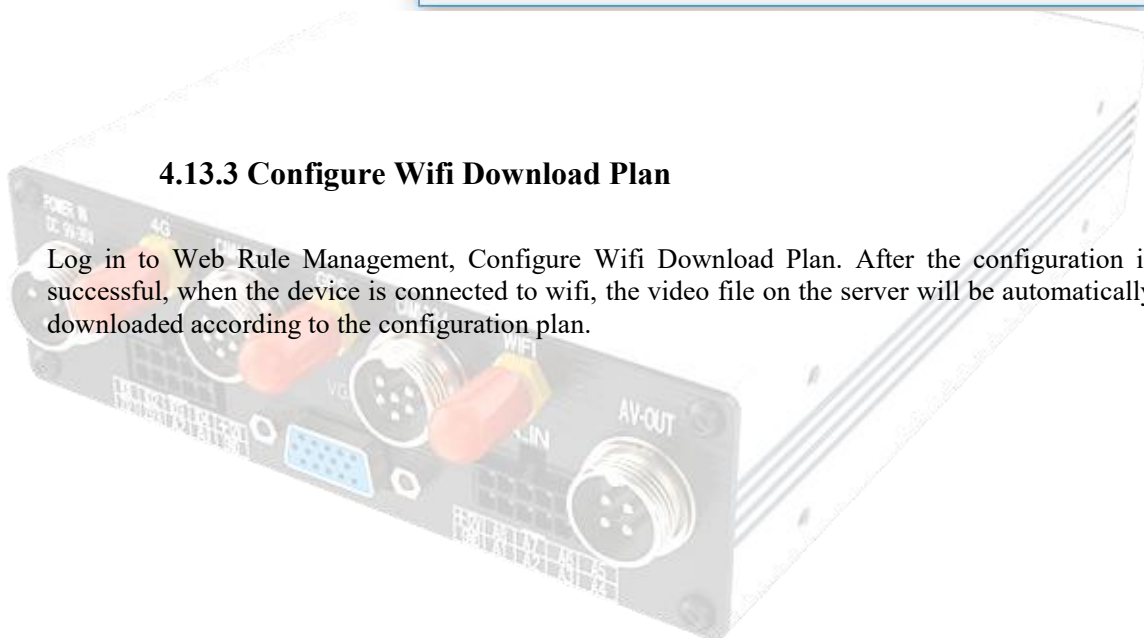 4.13.3 Configure Wifi Download Plan
Log in to Web Rule Management, Configure Wifi Download Plan. After the configuration i
successful, when the device is connected to wifi, the video file on the server will be automatically
downloaded according to the configuration plan.
POWER IN
4G
WIFI
AV-OUT